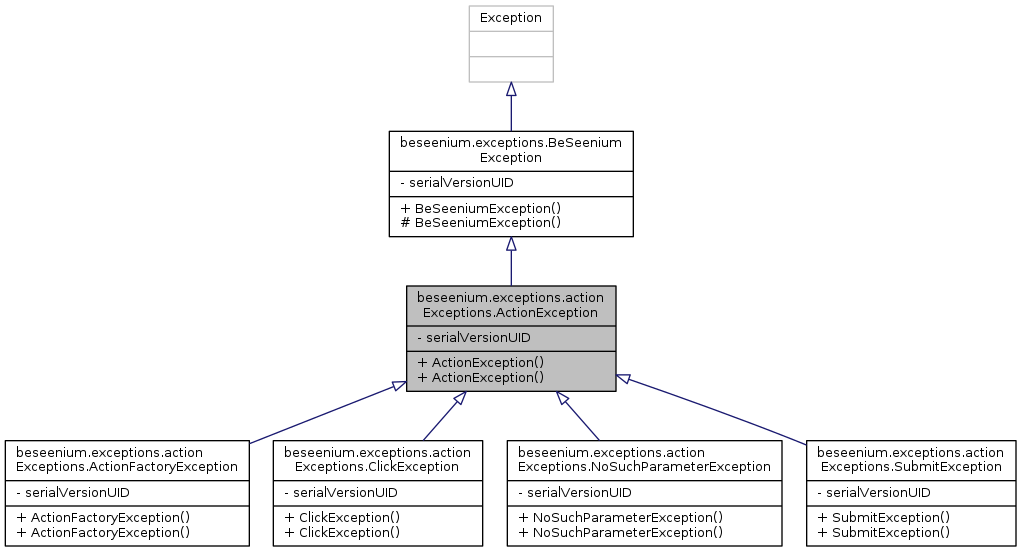 Exception
beseenium.exceptions.BeSeenium
Exception
- serialVersionUID
+ BeSeeniumException()
# BeSeeniumException()
beseenium.exceptions.action
Exceptions.ActionException
- serialVersionUID
+ ActionException()
+ ActionException()
beseenium.exceptions.action
Exceptions.ActionFactoryException
- serialVersionUID
+ ActionFactoryException()
+ ActionFactoryException()
beseenium.exceptions.action
Exceptions.ClickException
- serialVersionUID
+ ClickException()
+ ClickException()
beseenium.exceptions.action
Exceptions.NoSuchParameterException
- serialVersionUID
+ NoSuchParameterException()
+ NoSuchParameterException()
beseenium.exceptions.action
Exceptions.SubmitException
- serialVersionUID
+ SubmitException()
+ SubmitException()